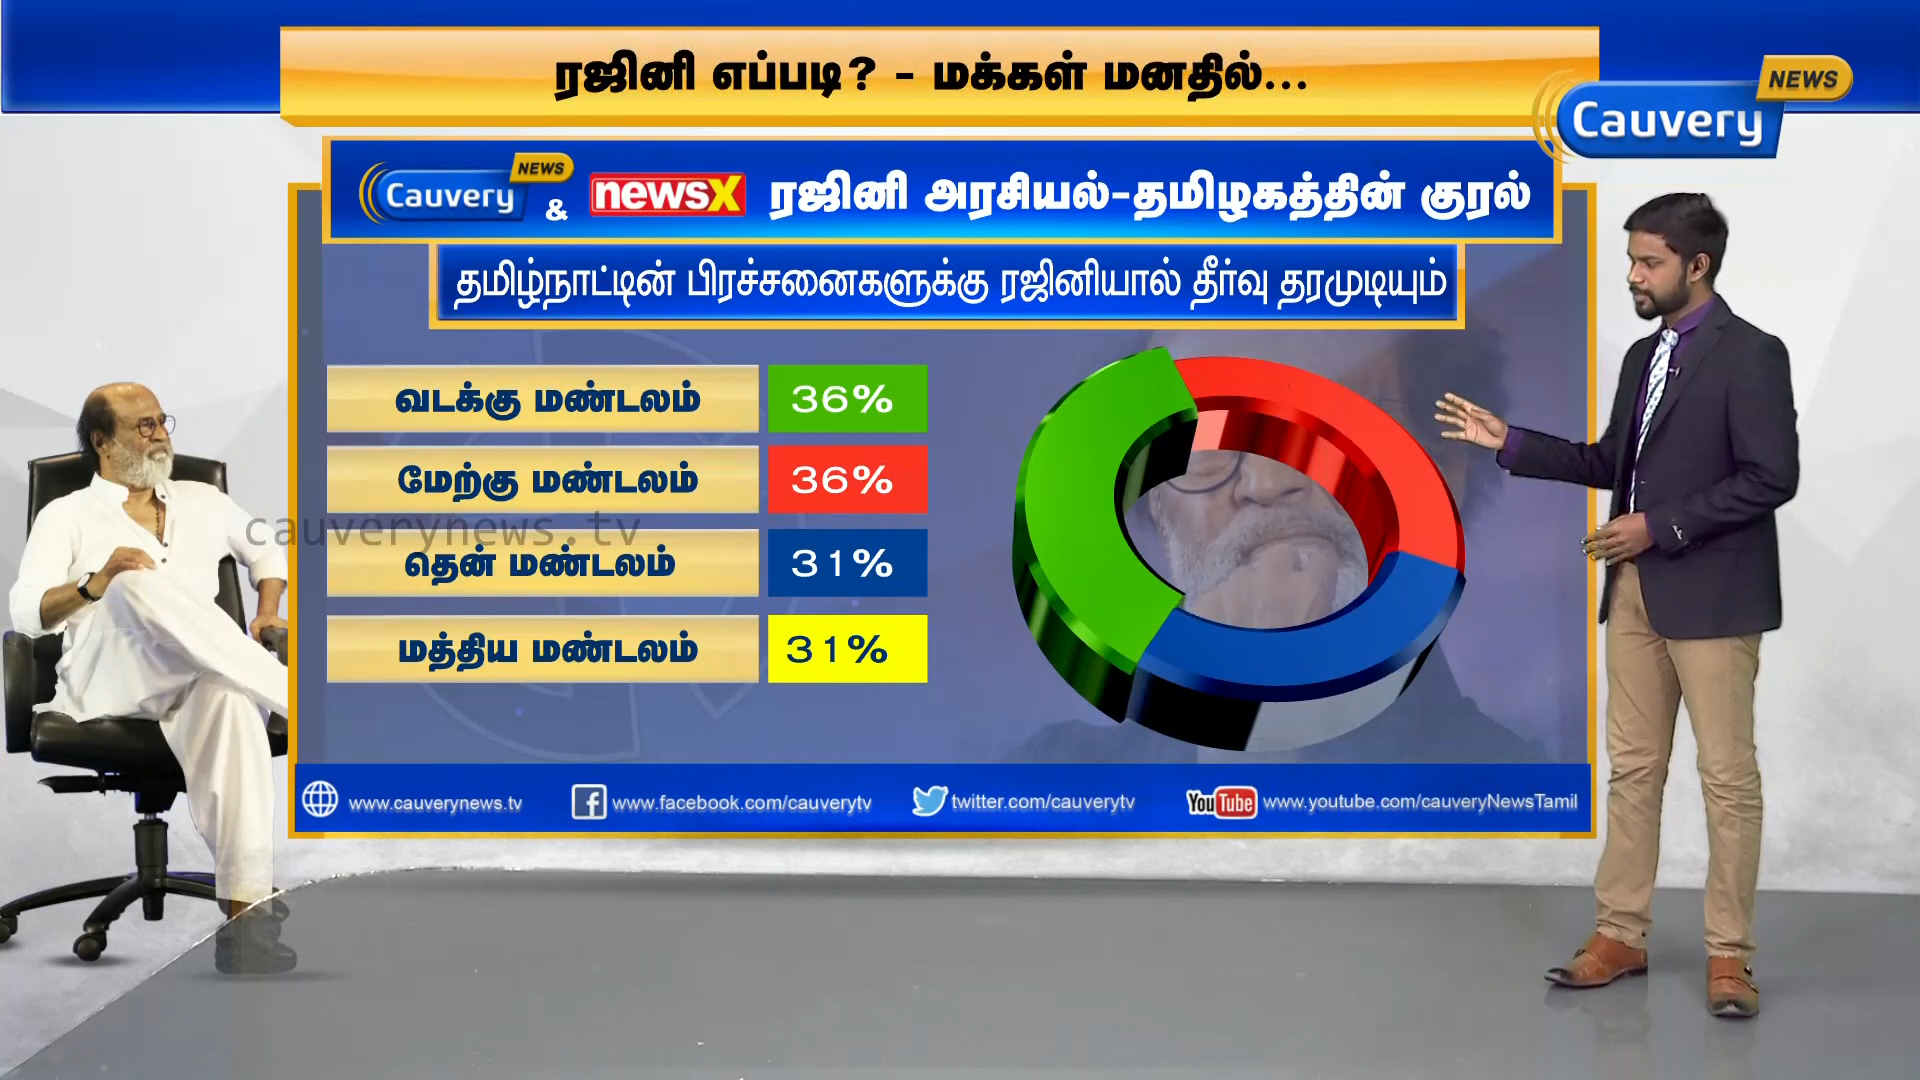 ரஜினி எப்படி? - மக்கள் மனதில்...
NEWS
Cauvery
Cauvery NEWS & newsX ரஜினி அரசியல்-தமிழகத்தின் குரல்
தமிழ்நாட்டின் பிரச்சனைகளுக்கு ரஜினியால் தீர்வு தரமுடியும்
வடக்கு மண்டலம் 36%
மேற்கு மண்டலம் 36%
cauverynews.tv
தென் மண்டலம் 31%
மத்திய மண்டலம் 31%
www.cauverynews.tv www.facebook.com/cauverytv twitter.com/cauverytv YouTube www.youtube.com/cauveryNewsTamil